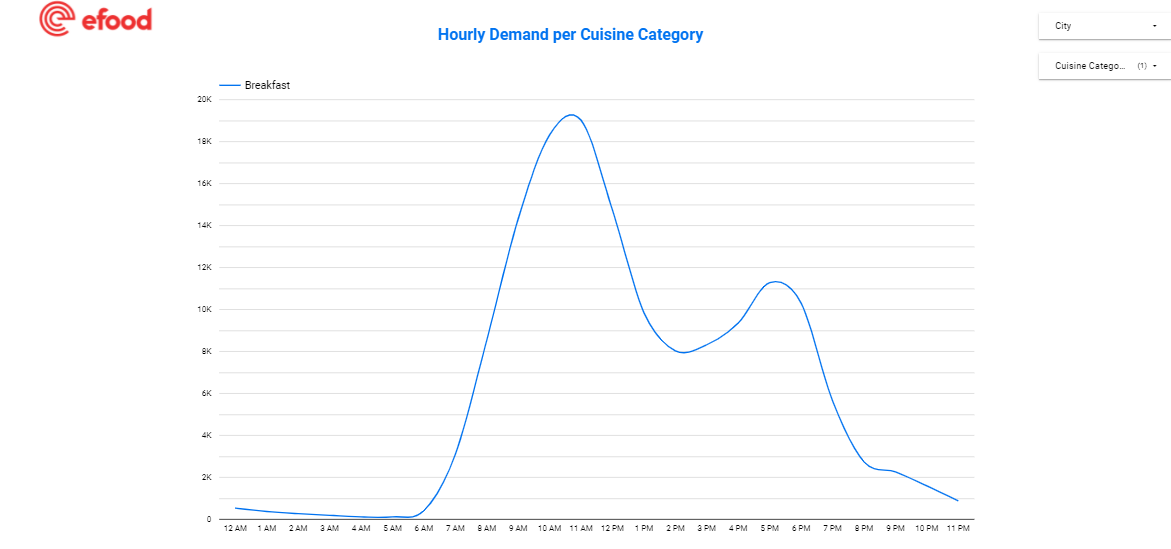 efood
Hourly Demand per Cuisine Category
City
Cuisine Catego... (1)
Breakfast
20K
18K
16K
14K
12K
10K
8K
6K
4K
2K
0
12 AM 1 AM 2 AM 3 AM 4 AM 5 AM 6 AM 7 AM 8 AM 9 AM 10 AM 11 AM 12 PM 1 PM 2 PM 3 PM 4 PM 5 PM 6 PM 7 PM 8 PM 9 PM 10 PM 11 PM